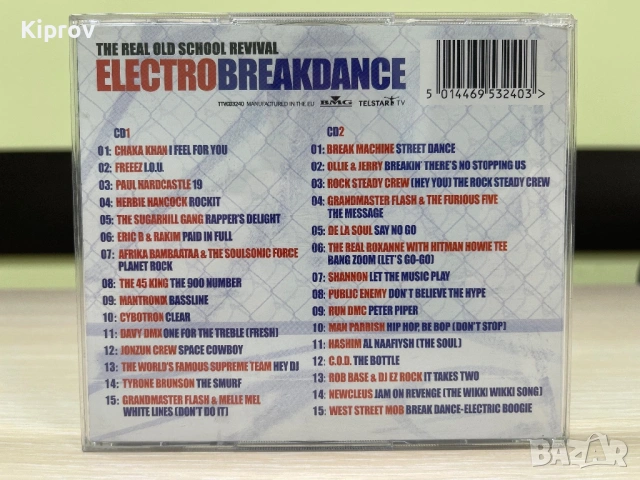 Kiprov
THE REAL OLD SCHOOL REVIVAL
ELECTROBREAKDANCE
TTVCD3240 MANUFACTURED IN THE EU BMG TELSTAR TV
5 014469 532403 >
CD1
01: CHAKA KHAN I FEEL FOR YOU
02: FREEEZ I.O.U.
03: PAUL HARDCASTLE 19
04: HERBIE HANCOCK ROCKIT
05: THE SUGARHILL GANG RAPPER'S DELIGHT
06: ERIC B & RAKIM PAID IN FULL
07: AFRIKA BAMBAATAA & THE SOULSONIC FORCE
PLANET ROCK
08: THE 45 KING THE 900 NUMBER
09: MANTRONIX BASSLINE
10: CYBOTRON CLEAR
11: DAVY DMX ONE FOR THE TREBLE (FRESH)
12: JONZUN CREW SPACE COWBOY
13: THE WORLD'S FAMOUS SUPREME TEAM HEY DJ
14: TYRONE BRUNSON THE SMURF
15: GRANDMASTER FLASH & MELLE MEL
WHITE LINES (DON'T DO IT)
CD2
01: BREAK MACHINE STREET DANCE
02: OLLIE & JERRY BREAKIN' THERE'S NO STOPPING US
03: ROCK STEADY CREW (HEY YOU) THE ROCK STEADY CREW
04: GRANDMASTER FLASH & THE FURIOUS FIVE
THE MESSAGE
05: DE LA SOUL SAY NO GO
06: THE REAL ROXANNE WITH HITMAN HOWIE TEE
BANG ZOOM (LET'S GO-GO)
07: SHANNON LET THE MUSIC PLAY
08: PUBLIC ENEMY DON'T BELIEVE THE HYPE
09: RUN DMC PETER PIPER
10: MAN PARRISH HIP HOP, BE BOP (DON'T STOP)
11: HASHIM AL NAAFIYSH (THE SOUL)
12: C.O.D. THE BOTTLE
13: ROB BASE & DJ EZ ROCK IT TAKES TWO
14: NEWCLEUS JAM ON REVENGE (THE WIKKI WIKKI SONG)
15: WEST STREET MOB BREAK DANCE-ELECTRIC BOOGIE
BAZAR
bg